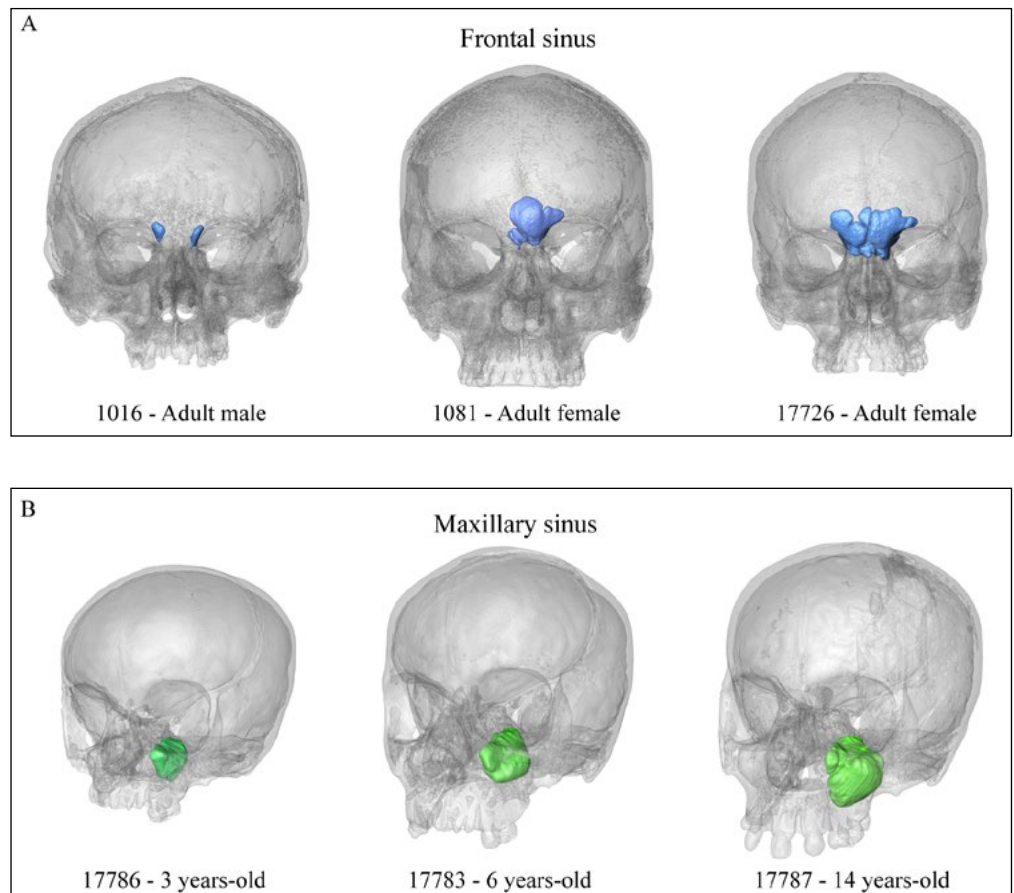 A
Frontal sinus
1016 - Adult male
1081 - Adult female
17726 - Adult female
B
Maxillary sinus
17786 - 3 years-old
17783 - 6 years-old
17787 - 14 years-old